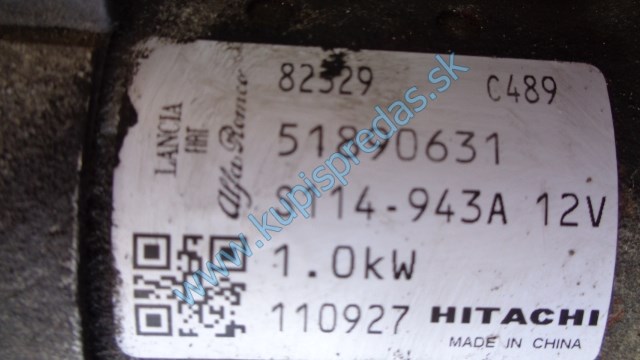 82329 C489
51890631
S114-943A 12V
1.0kW
110927 HITACHI
MADE IN CHINA
LANCIA
FIAT
Alfa Romeo
www.kupispredas.sk